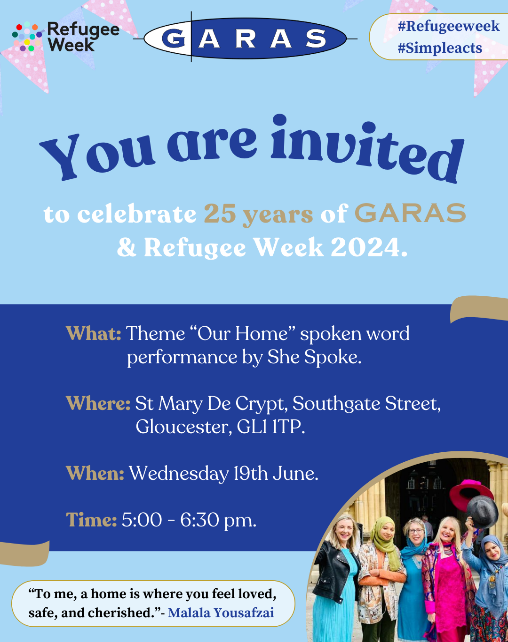 Refugee
Week
GARAS
#Refugeeweek
#Simpleacts
You are invited
to celebrate 25 years of GARAS
& Refugee Week 2024.
What: Theme “Our Home” spoken word
performance by She Spoke.
Where: St Mary De Crypt, Southgate Street,
Gloucester, GL1 1TP.
When: Wednesday 19th June.
Time: 5:00 - 6:30 pm.
“To me, a home is where you feel loved,
safe, and cherished.”- Malala Yousafzai